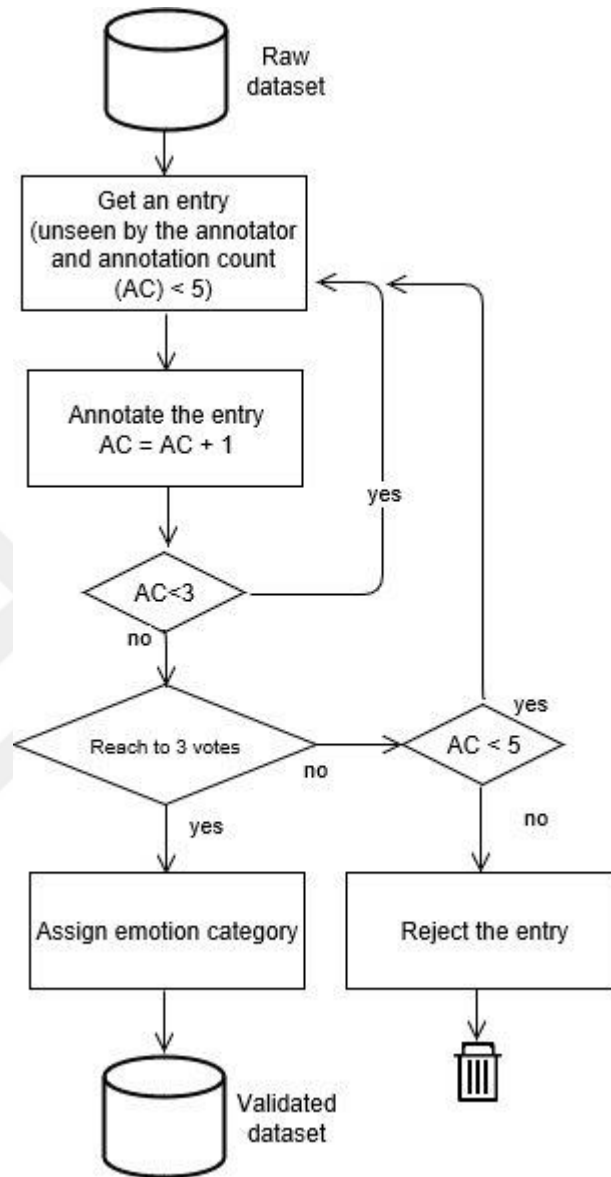 Raw
dataset
Get an entry
(unseen by the annotator
and annotation count
(AC) < 5)
Annotate the entry
AC = AC + 1
yes
AC<3
no
Reach to 3 votes
no
AC < 5
yes
yes
no
Assign emotion category
Reject the entry
Validated
dataset